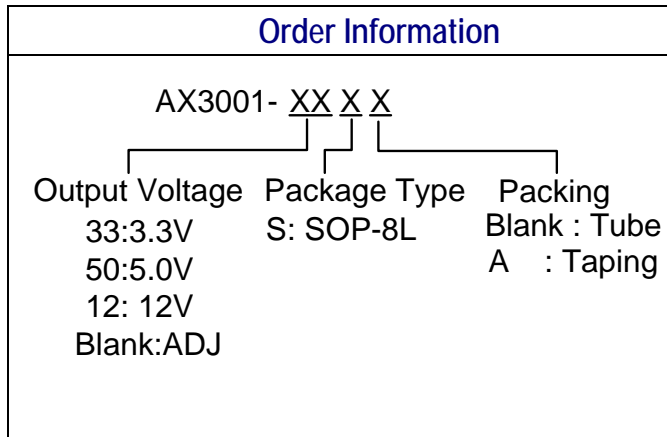 Order Information
AX3001- XX X X
Output Voltage
33:3.3V
50:5.0V
12: 12V
Blank:ADJ
Package Type
S: SOP-8L
Packing
Blank : Tube
A : Taping